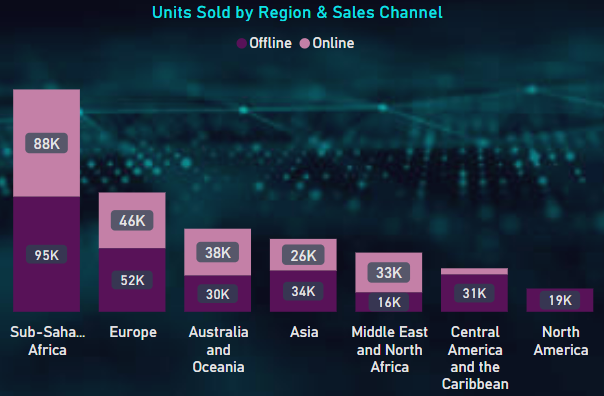 Units Sold by Region & Sales Channel
Offline Online
88K
95K
46K
52K
38K
30K
26K
34K
33K
16K
31K
19K
Sub-Saha...
Africa
Europe
Australia
and
Oceania
Asia
Middle East
and North
Africa
Central
America
and the
Caribbean
North
America